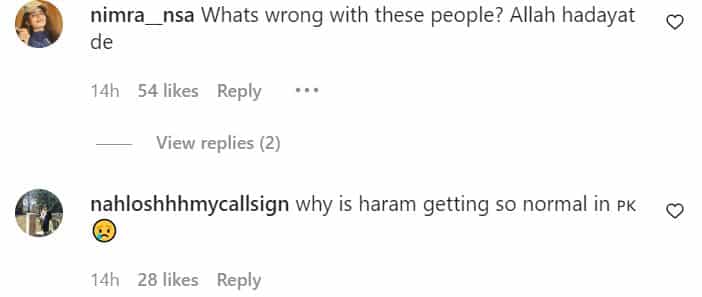 nimra__nsa Whats wrong with these people? Allah hadayat
de
14h 54 likes Reply •••
View replies (2)
nahloshhhmycallsign why is haram getting so normal in ᴘᴋ
😥
14h 28 likes Reply